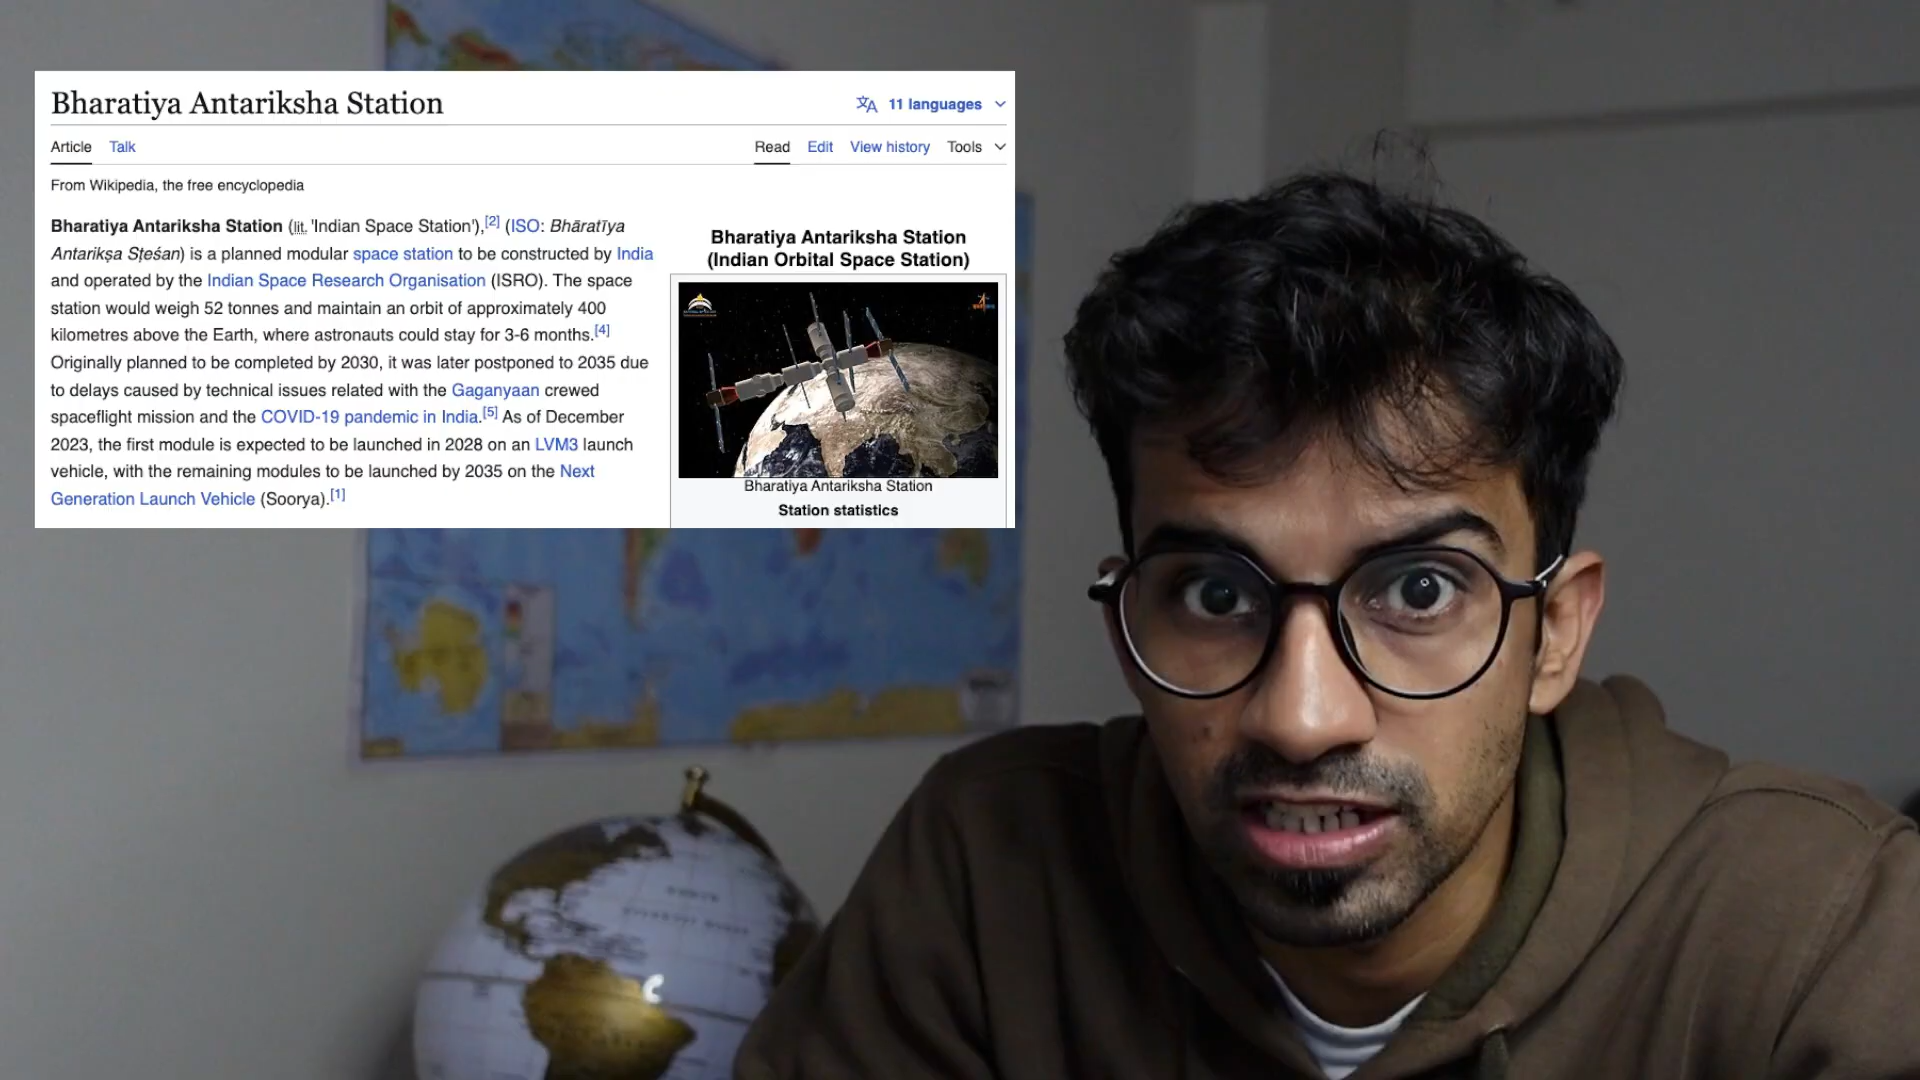 Bharatiya Antariksha Station
11 languages
Article Talk
Read Edit View history Tools
From Wikipedia, the free encyclopedia
Bharatiya Antariksha Station (lit. 'Indian Space Station'),[2] (ISO: Bhāratīya
Antarikṣa Sṭeśan) is a planned modular space station to be constructed by India
and operated by the Indian Space Research Organisation (ISRO). The space
station would weigh 52 tonnes and maintain an orbit of approximately 400
kilometres above the Earth, where astronauts could stay for 3-6 months.[4]
Originally planned to be completed by 2030, it was later postponed to 2035 due
to delays caused by technical issues related with the Gaganyaan crewed
spaceflight mission and the COVID-19 pandemic in India.[5] As of December
2023, the first module is expected to be launched in 2028 on an LVM3 launch
vehicle, with the remaining modules to be launched by 2035 on the Next
Generation Launch Vehicle (Soorya).[1]
Bharatiya Antariksha Station
(Indian Orbital Space Station)
Bharatiya Antariksha Station
Station statistics